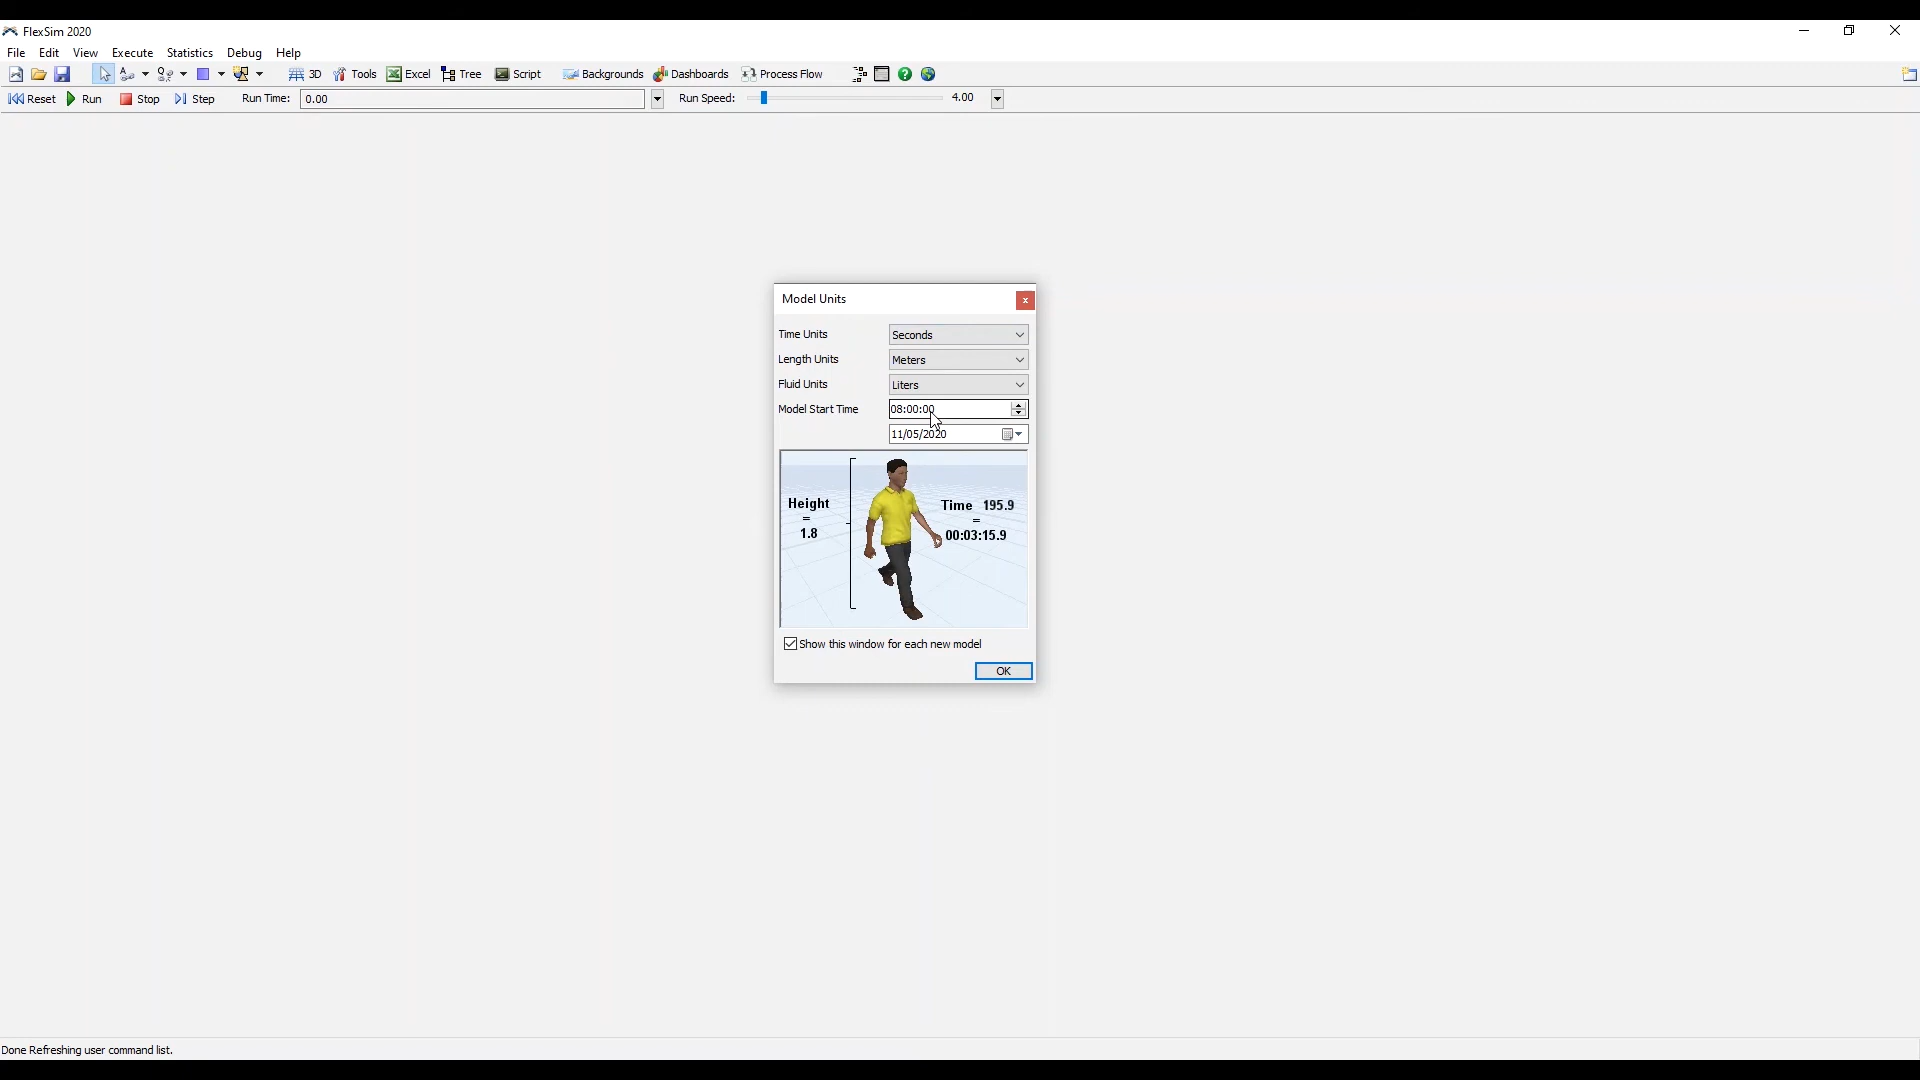 FlexSim 2020
File Edit View Execute Statistics Debug Help
3D Tools Excel Tree Script Backgrounds Dashboards Process Flow
Reset Run Stop Step Run Time: 0.00 Run Speed: 4.00
Model Units
Time Units Seconds
Length Units Meters
Fluid Units Liters
Model Start Time 08:00:00
11/05/2020
Height
=
1.8
Time 195.9
=
00:03:15.9
Show this window for each new model
OK
Done Refreshing user command list.